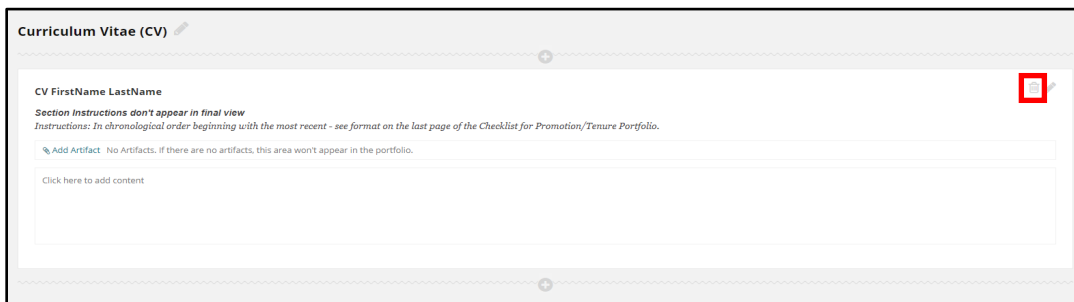 Curriculum Vitae (CV)
CV FirstName LastName
Section Instructions don't appear in final view
Instructions: In chronological order beginning with the most recent - see format on the last page of the Checklist for Promotion/Tenure Portfolio.
Add Artifact No Artifacts. If there are no artifacts, this area won't appear in the portfolio.
Click here to add content